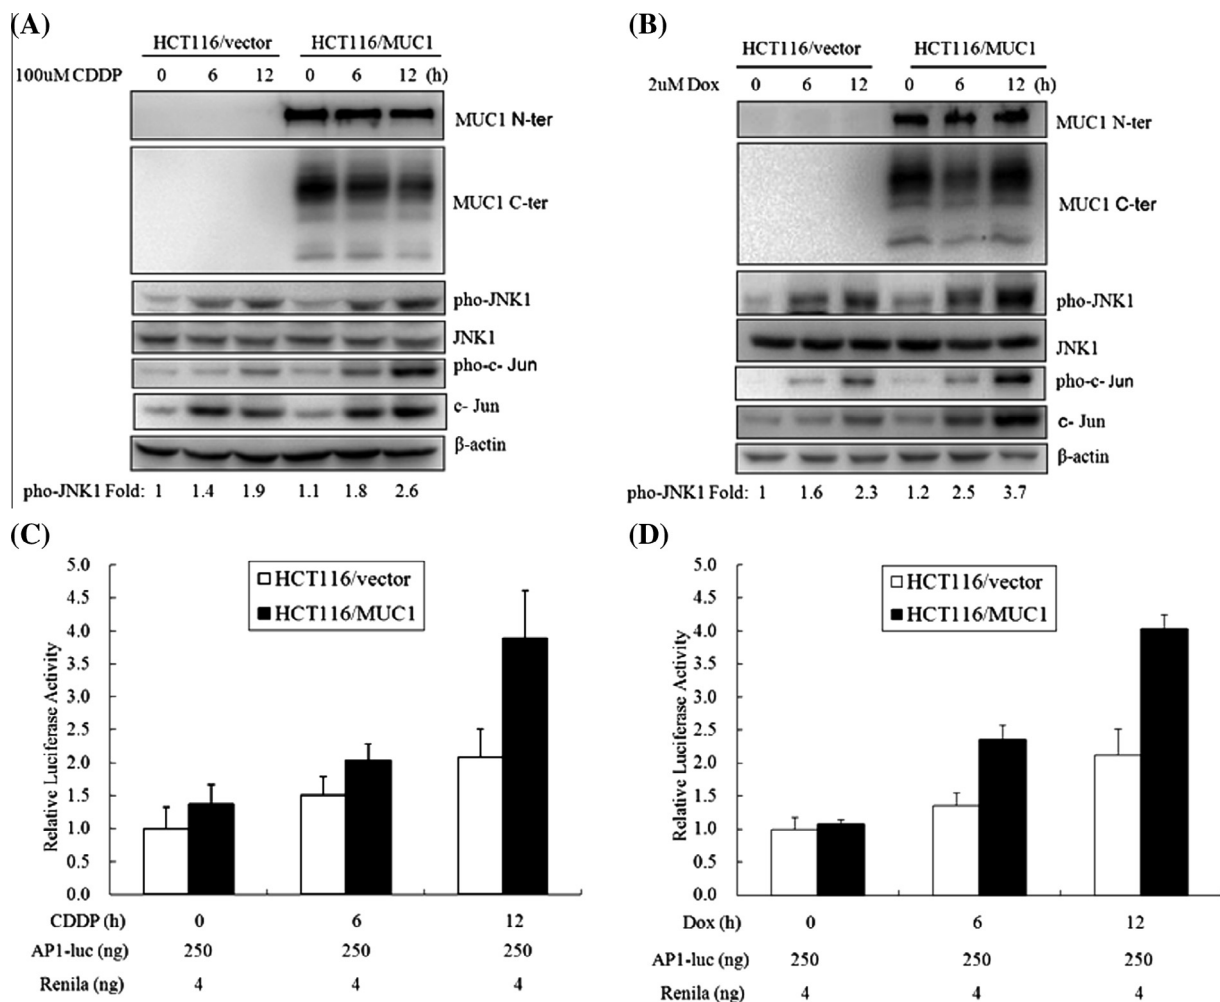 (A)
HCT116/vector HCT116/MUC1
100uM CDDP 0 6 12 0 6 12 (h)
MUC1 N-ter
MUC1 C-ter
pho-JNK1
JNK1
pho-c- Jun
c- Jun
β-actin
pho-JNK1 Fold: 1 1.4 1.9 1.1 1.8 2.6
(B)
HCT116/vector HCT116/MUC1
2uM Dox 0 6 12 0 6 12 (h)
MUC1 N-ter
MUC1 C-ter
pho-JNK1
JNK1
pho-c- Jun
c- Jun
β-actin
pho-JNK1 Fold: 1 1.6 2.3 1.2 2.5 3.7
(C)
Relative Luciferase Activity
5.0
4.5
4.0
3.5
3.0
2.5
2.0
1.5
1.0
0.5
0.0
HCT116/vector
HCT116/MUC1
CDDP (h) 0 6 12
AP1-luc (ng) 250 250 250
Renila (ng) 4 4 4
(D)
Relative Luciferase Activity
5.0
4.5
4.0
3.5
3.0
2.5
2.0
1.5
1.0
0.5
0.0
HCT116/vector
HCT116/MUC1
Dox (h) 0 6 12
AP1-luc (ng) 250 250 250
Renila (ng) 4 4 4